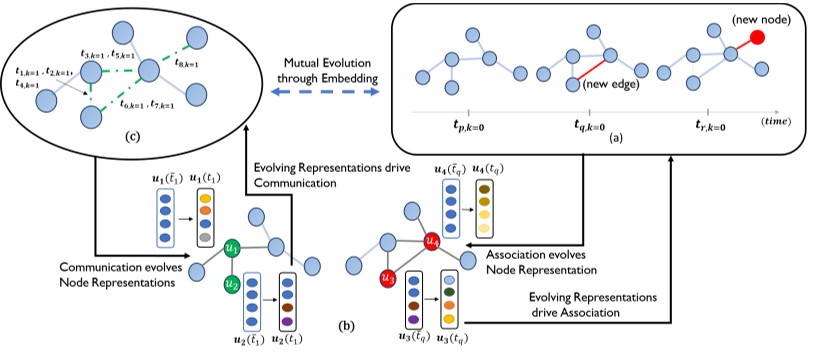 t3,k=1 , t5,k=1
t1,k=1 , t2,k=1,
t4,k=1
t8,k=1
t6,k=1 , t7,k=1
(c)
Mutual Evolution
through Embedding
(new node)
(new edge)
tp,k=0
tq,k=0
tr,k=0
(time)
(a)
Evolving Representations drive
Communication
u1(t̄1) u1(t1)
u4(t̄q) u4(tq)
u1
u2
u4
u3
Communication evolves
Node Representations
Association evolves
Node Representation
Evolving Representations
drive Association
u2(t̄1) u2(t1)
(b)
u3(t̄q) u3(tq)